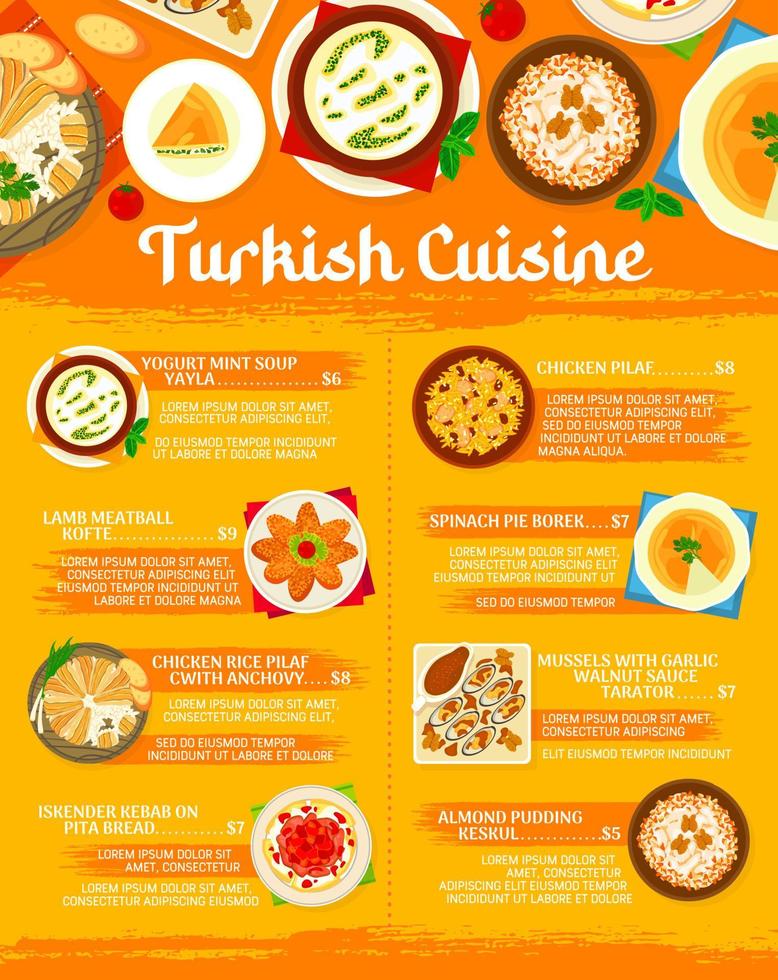 Turkish Cuisine
YOGURT MINT SOUP
YAYLA................$6
LOREM IPSUM DOLOR SIT AMET,
CONSECTETUR ADIPISCING ELIT,
DO EIUSMOD TEMPOR INCIDIDUNT
UT LABORE ET DOLORE MAGNA
LAMB MEATBALL
KOFTE................$9
LOREM IPSUM DOLOR SIT AMET,
CONSECTETUR ADIPISCING ELIT
EIUSMOD TEMPOR INCIDIDUNT UT
LABORE ET DOLORE MAGNA
CHICKEN RICE PILAF
CWITH ANCHOVY....$8
LOREM IPSUM DOLOR SIT AMET,
CONSECTETUR ADIPISCING ELIT,
SED DO EIUSMOD TEMPOR
INCIDIDUNT UT LABORE ET DOLORE
ISKENDER KEBAB ON
PITA BREAD...........$7
LOREM IPSUM DOLOR SIT
AMET, CONSECTETUR
LOREM IPSUM DOLOR SIT AMET,
CONSECTETUR ADIPISCING EIUSMOD
CHICKEN PILAF.........$8
LOREM IPSUM DOLOR SIT AMET,
CONSECTETUR ADIPISCING ELIT,
SED DO EIUSMOD TEMPOR
INCIDIDUNT UT LABORE ET DOLORE
MAGNA ALIQUA.
SPINACH PIE BOREK....$7
LOREM IPSUM DOLOR SIT AMET,
CONSECTETUR ADIPISCING ELIT
EIUSMOD TEMPOR INCIDIDUNT UT
SED DO EIUSMOD TEMPOR
MUSSELS WITH GARLIC
WALNUT SAUCE
TARATOR......$7
LOREM IPSUM DOLOR SIT AMET,
CONSECTETUR ADIPISCING
ELIT EIUSMOD TEMPOR INCIDIDUNT
ALMOND PUDDING
KESKUL.............$5
LOREM IPSUM DOLOR SIT
AMET, CONSECTETUR
ADIPISCING ELIT EIUSMOD TEMPOR
INCIDIDUNT UT LABORE ET DOLORE